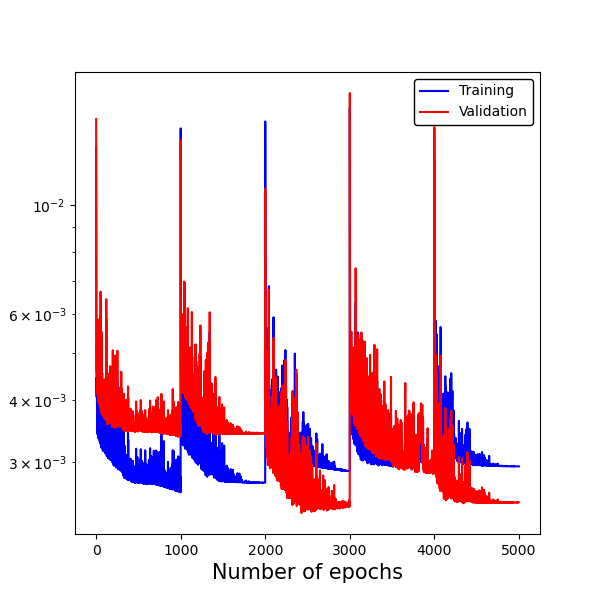 Training
Validation
10⁻²
6 × 10⁻³
4 × 10⁻³
3 × 10⁻³
0 1000 2000 3000 4000 5000
Number of epochs